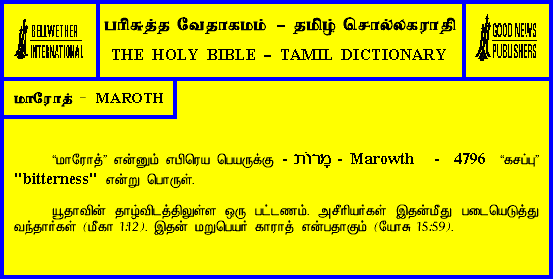 BELLWETHER
INTERNATIONAL
பரிசுத்த வேதாகமம் – தமிழ் சொல்லகராதி
THE HOLY BIBLE – TAMIL DICTIONARY
GOOD NEWS
PUBLISHERS
மாரோத் – MAROTH
“மாரோத்” என்னும் எபிரெய பெயருக்கு - מרות - Marowth - 4796 “கசப்பு”
"bitterness" என்று பொருள்.
யூதாவின் தாழ்விடத்திலுள்ள ஒரு பட்டணம். அசீரியர்கள் இதன்மீது படையெடுத்து
வந்தார்கள் (மீகா 1:12). இதன் மறுபெயர் காராத் என்பதாகும் (யோசு 15:59).